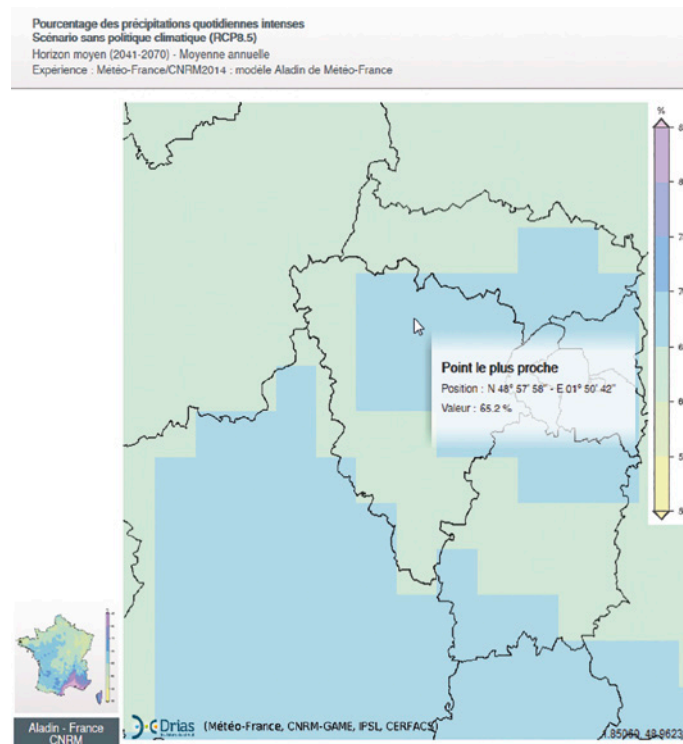 Pourcentage des précipitations quotidiennes intenses
Scénario sans politique climatique (RCP8.5)
Horizon moyen (2041-2070) - Moyenne annuelle
Expérience : Météo-France/CNRM2014 : modèle Aladin de Météo-France
%
Point le plus proche
Position : N 48° 57' 58" - E 01° 50' 42"
Valeur : 65.2 %
Aladin - France
CNRM
Drias (Météo-France, CNRM-GAME, IPSL, CERFACS)